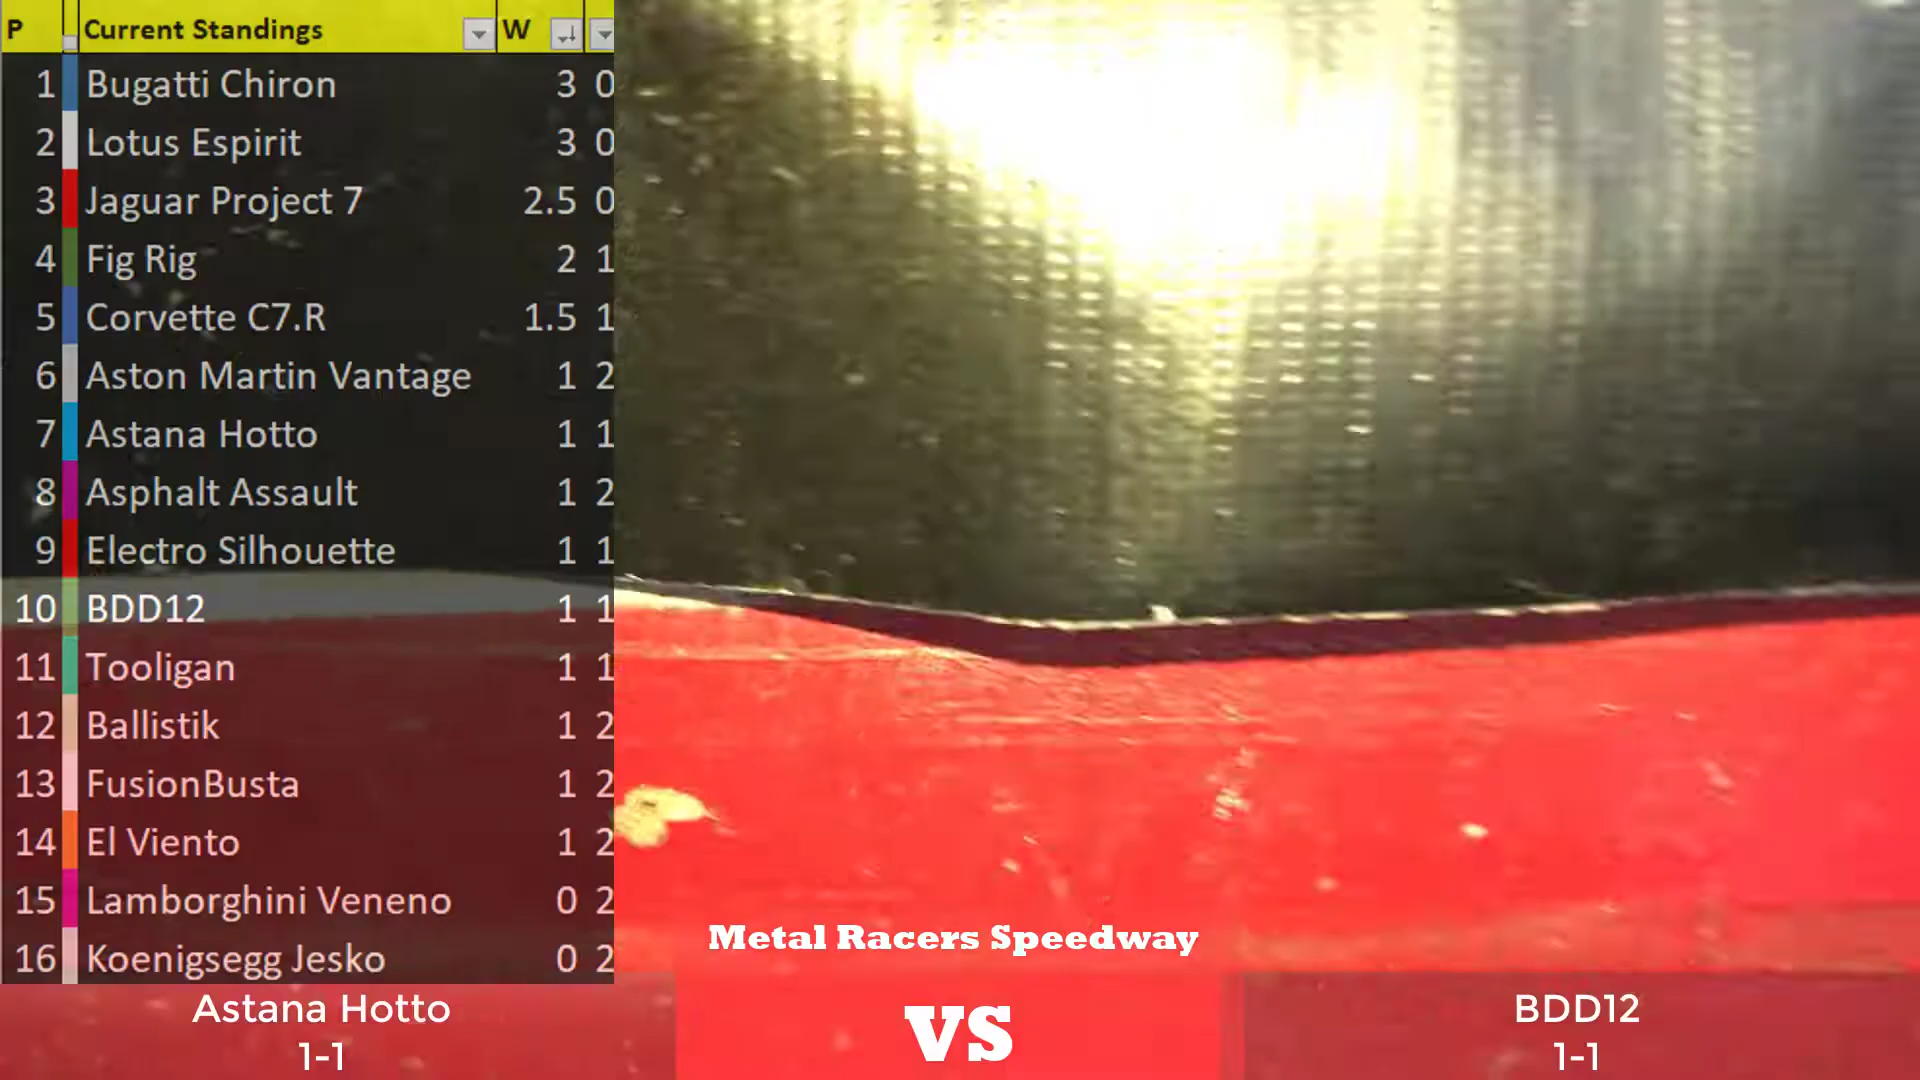 P Current Standings W
1 Bugatti Chiron 3 0
2 Lotus Espirit 3 0
3 Jaguar Project 7 2.5 0
4 Fig Rig 2 1
5 Corvette C7.R 1.5 1
6 Aston Martin Vantage 1 2
7 Astana Hotto 1 1
8 Asphalt Assault 1 2
9 Electro Silhouette 1 1
10 BDD12 1 1
11 Tooligan 1 1
12 Ballistik 1 2
13 FusionBusta 1 2
14 El Viento 1 2
15 Lamborghini Veneno 0 2
16 Koenigsegg Jesko 0 2
Metal Racers Speedway
Astana Hotto VS BDD12
1-1 1-1